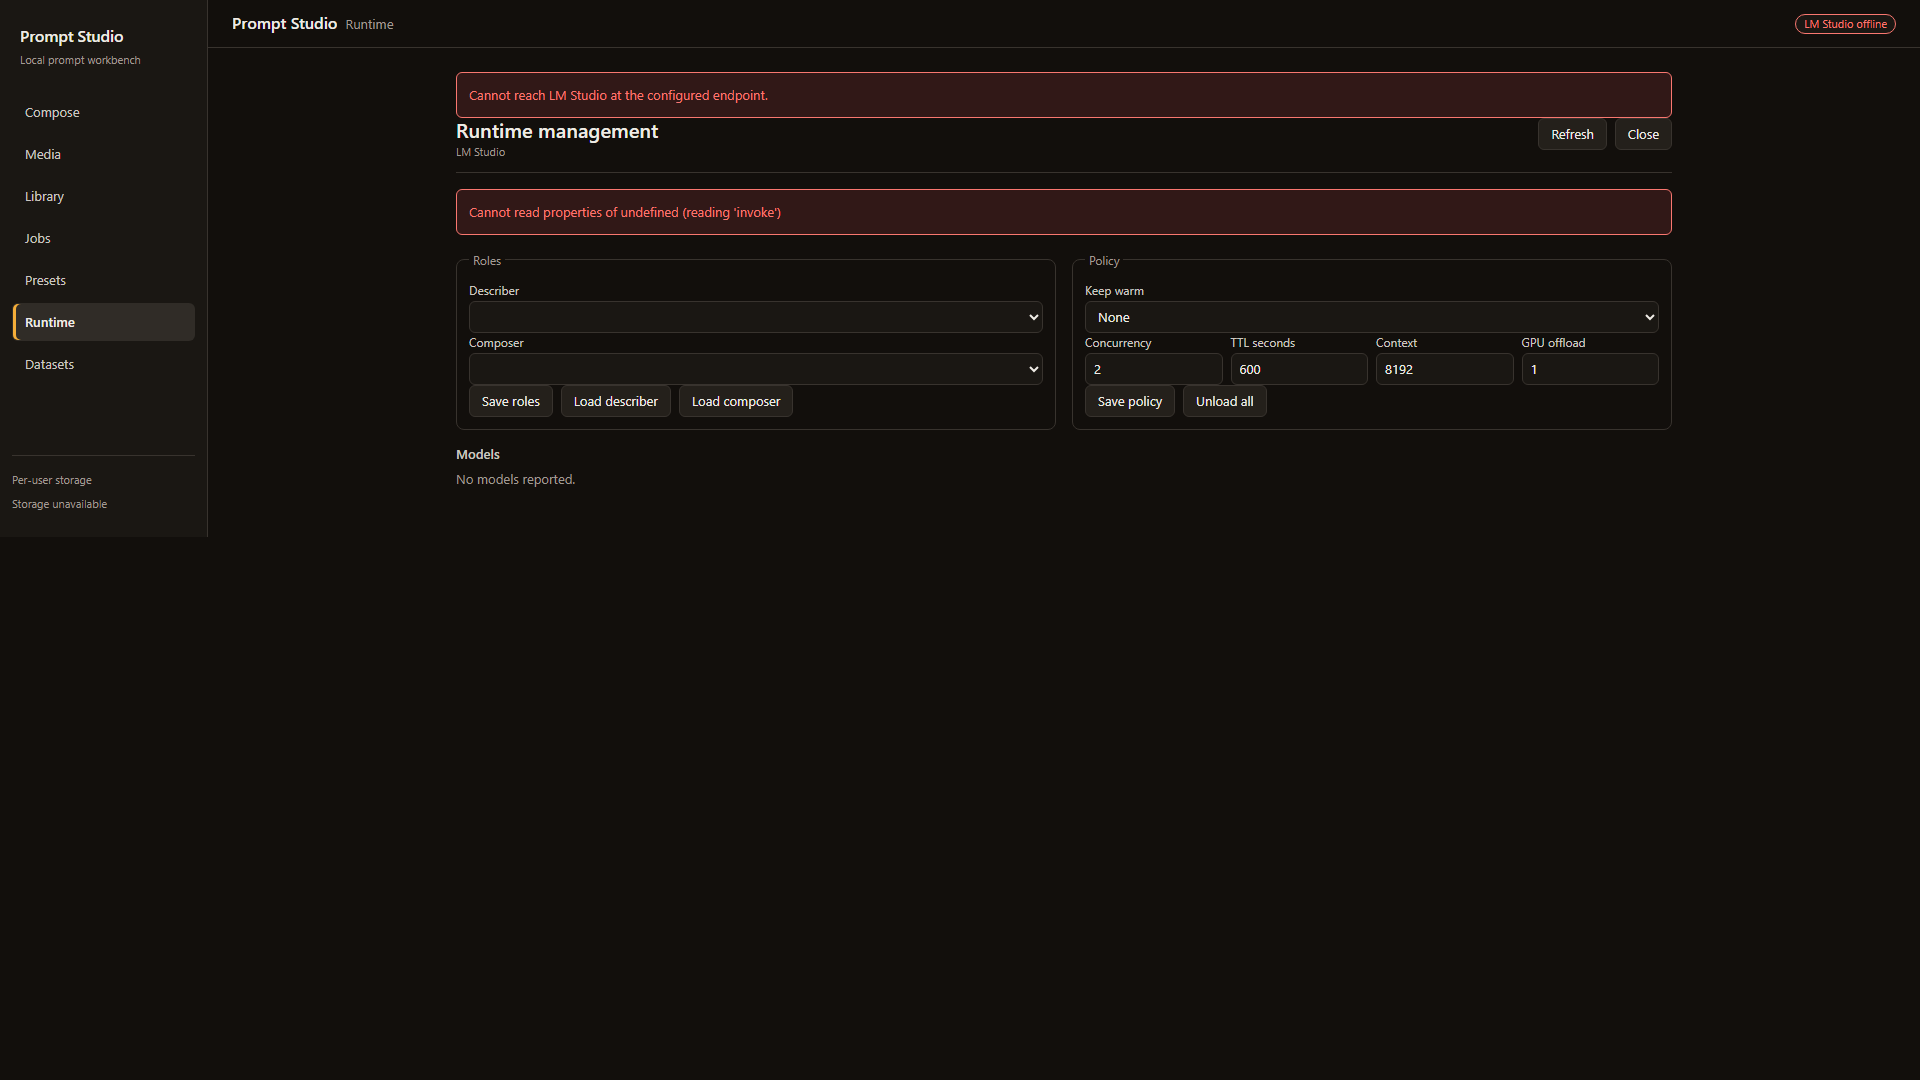 Prompt Studio
Local prompt workbench
Compose
Media
Library
Jobs
Presets
Runtime
Datasets
Per-user storage
Storage unavailable
Prompt Studio Runtime
LM Studio offline
Cannot reach LM Studio at the configured endpoint.
Runtime management
LM Studio
Refresh
Close
Cannot read properties of undefined (reading 'invoke')
Roles
Describer
Composer
Save roles
Load describer
Load composer
Policy
Keep warm
None
Concurrency
TTL seconds
Context
GPU offload
2
600
8192
1
Save policy
Unload all
Models
No models reported.